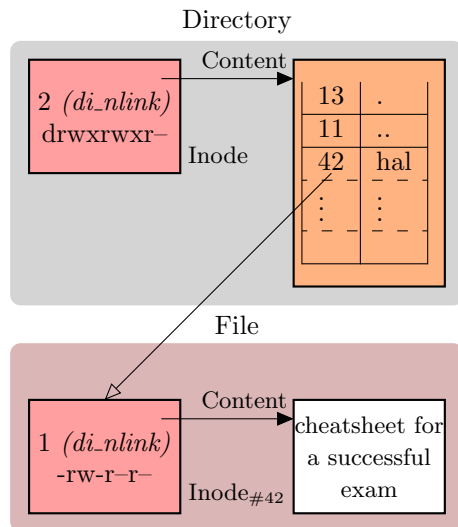 Directory
Content
2 (di_nlink)
drwxrwxr–
Inode
13 .
11 ..
42 hal
⋮ ⋮
File
Content
1 (di_nlink)
-rw-r–r–
Inode#42
cheatsheet for
a successful
exam